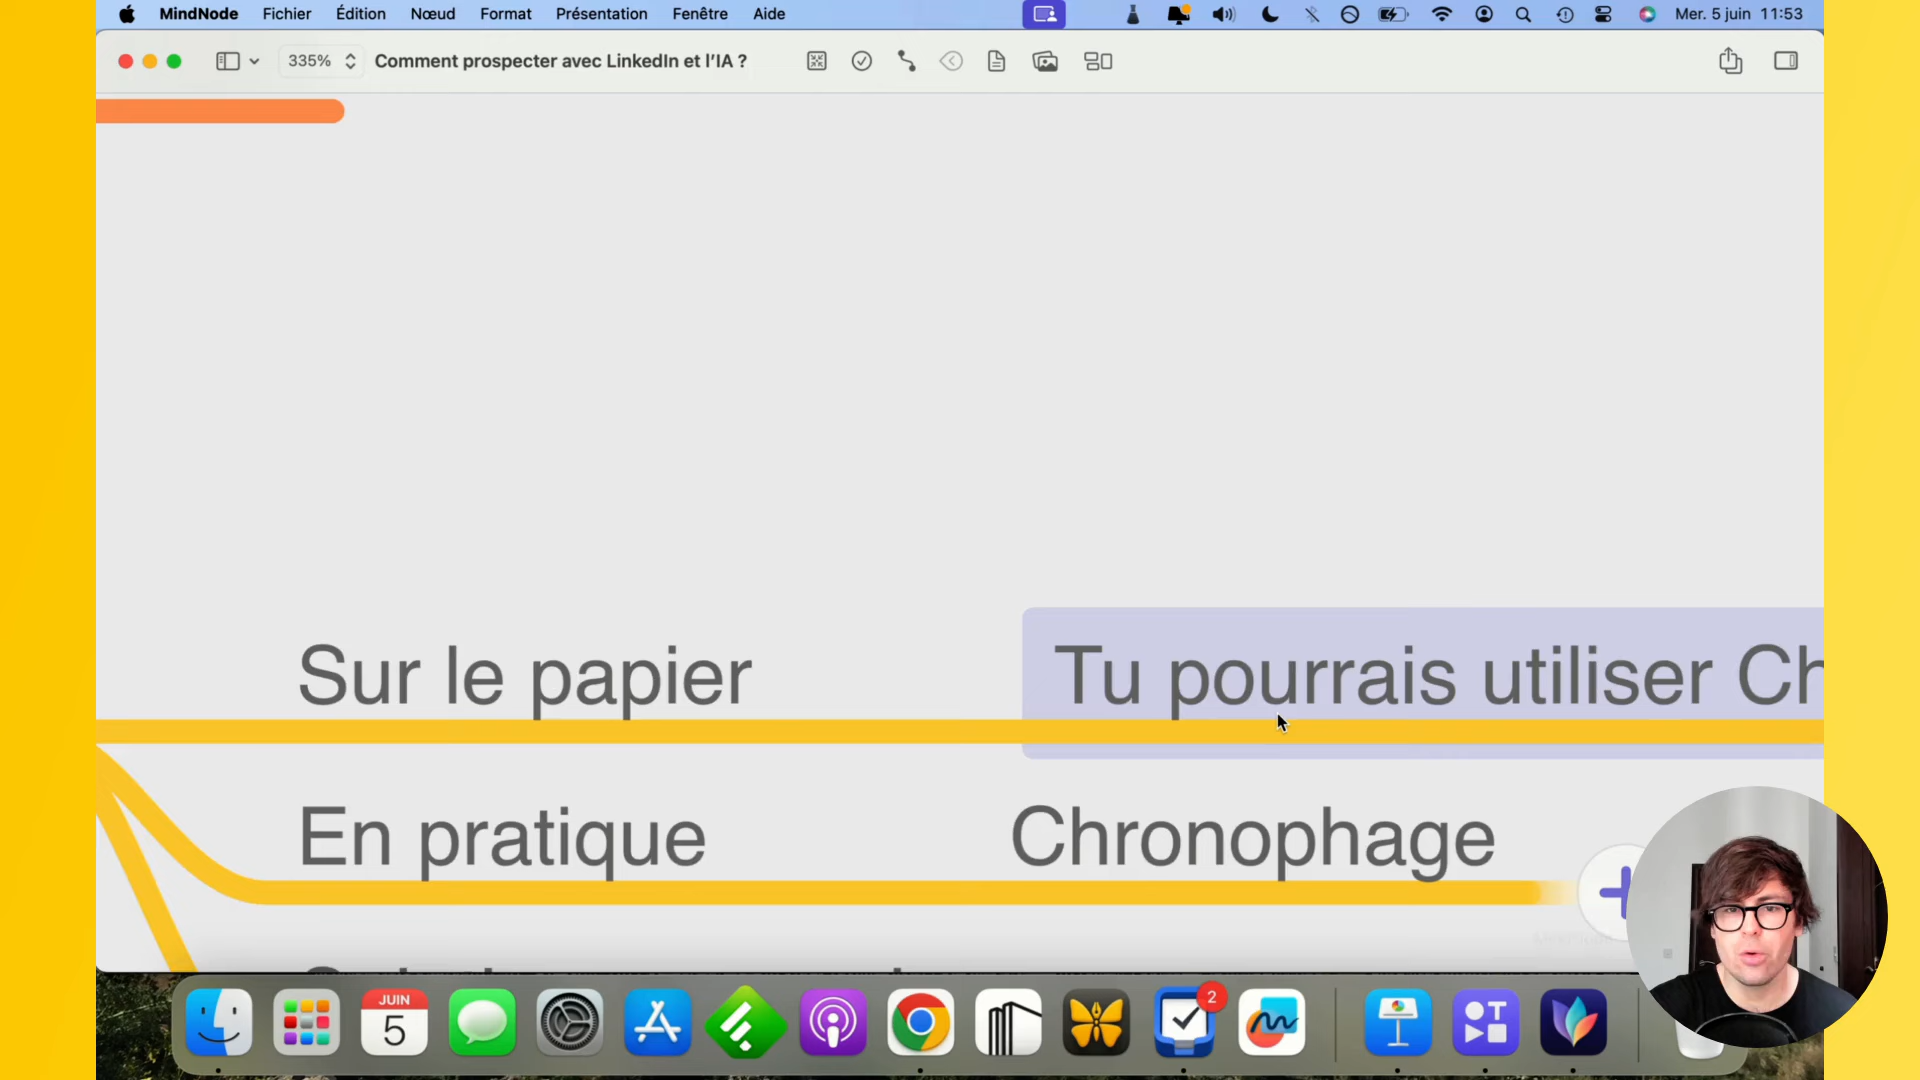 MindNode Fichier Édition Nœud Format Présentation Fenêtre Aide Mer. 5 juin 11:53
335% Comment prospecter avec LinkedIn et l’IA ?
Sur le papier Tu pourrais utiliser Ch
En pratique Chronophage
JUIN
5
2